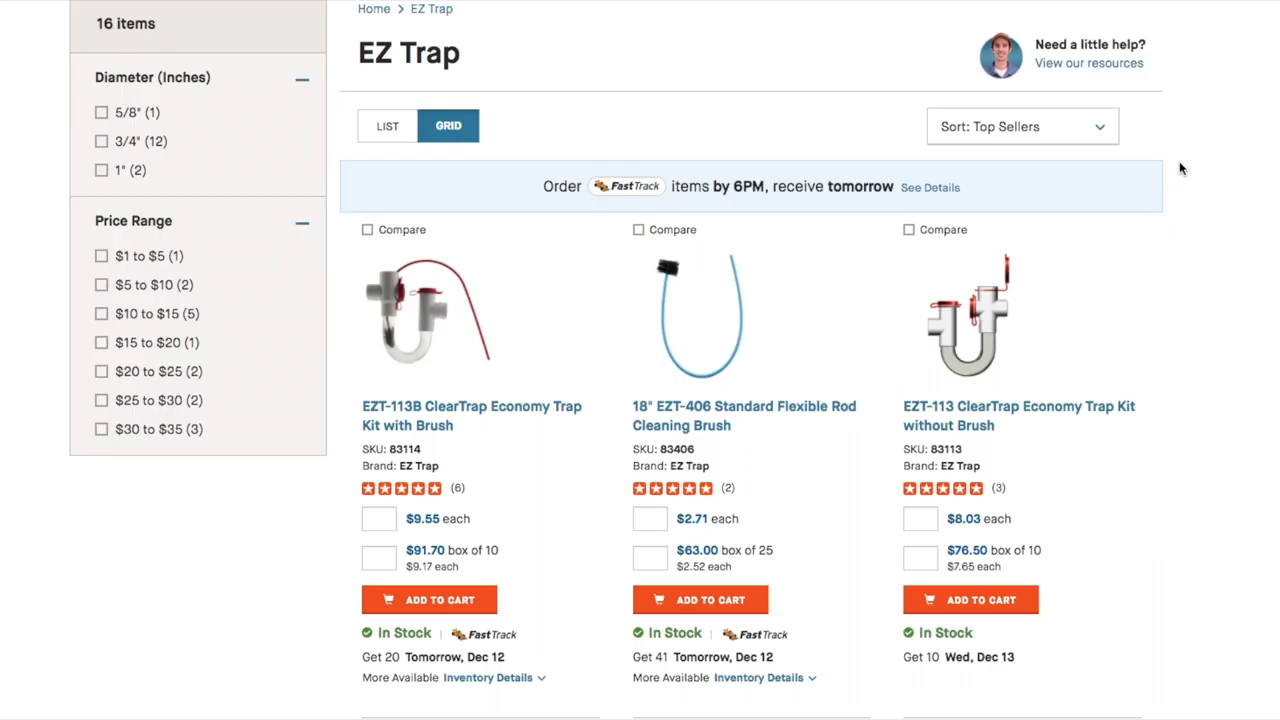 16 items
Diameter (Inches)
5/8" (1)
3/4" (12)
1" (2)
Price Range
$1 to $5 (1)
$5 to $10 (2)
$10 to $15 (5)
$15 to $20 (1)
$20 to $25 (2)
$25 to $30 (2)
$30 to $35 (3)
Home > EZ Trap
EZ Trap
Need a little help?
View our resources
LIST GRID
Sort: Top Sellers
Order FastTrack items by 6PM, receive tomorrow See Details
Compare
EZT-113B ClearTrap Economy Trap
Kit with Brush
SKU: 83114
Brand: EZ Trap
(6)
$9.55 each
$91.70 box of 10
$9.17 each
ADD TO CART
In Stock | FastTrack
Get 20 Tomorrow, Dec 12
More Available Inventory Details
Compare
18" EZT-406 Standard Flexible Rod
Cleaning Brush
SKU: 83406
Brand: EZ Trap
(2)
$2.71 each
$63.00 box of 25
$2.52 each
ADD TO CART
In Stock | FastTrack
Get 41 Tomorrow, Dec 12
More Available Inventory Details
Compare
EZT-113 ClearTrap Economy Trap Kit
without Brush
SKU: 83113
Brand: EZ Trap
(3)
$8.03 each
$76.50 box of 10
$7.65 each
ADD TO CART
In Stock
Get 10 Wed, Dec 13